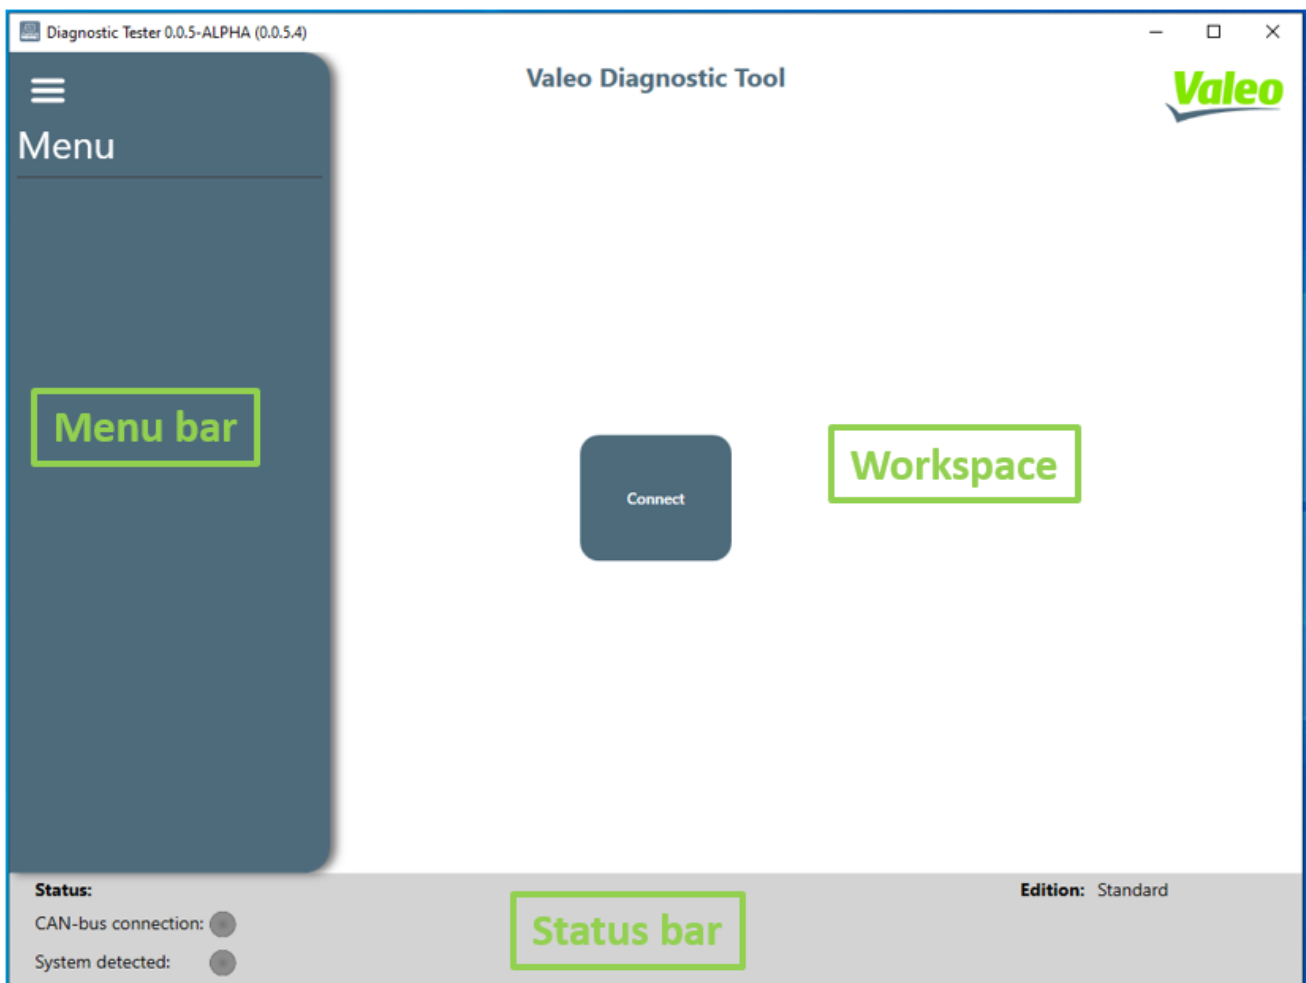 Diagnostic Tester 0.0.5-ALPHA (0.0.5.4)
Valeo Diagnostic Tool
Valeo
Menu
Menu bar
Workspace
Connect
Status:
Edition: Standard
CAN-bus connection:
Status bar
System detected: